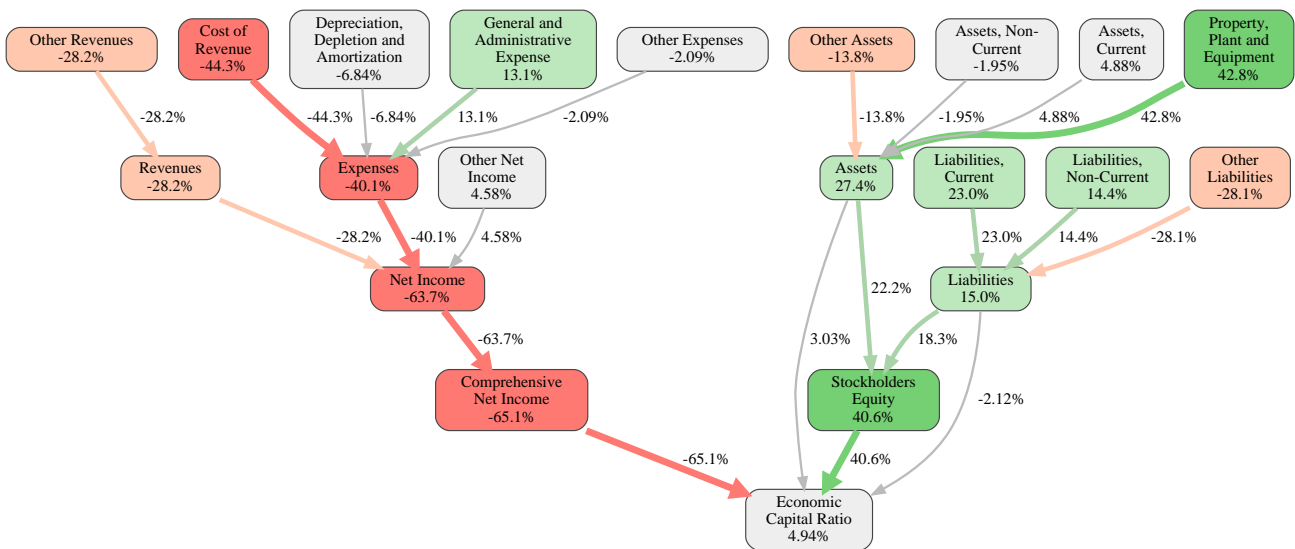 Other Revenues
-28.2%
Cost of
Revenue
-44.3%
Depreciation,
Depletion and
Amortization
-6.84%
General and
Administrative
Expense
13.1%
Other Expenses
-2.09%
Other Assets
-13.8%
Assets, Non-
Current
-1.95%
Assets,
Current
4.88%
Property,
Plant and
Equipment
42.8%
-28.2%
-44.3%
-6.84%
13.1%
-2.09%
-13.8%
-1.95%
4.88%
42.8%
Revenues
-28.2%
Expenses
-40.1%
Other Net
Income
4.58%
Assets
27.4%
Liabilities,
Current
23.0%
Liabilities,
Non-Current
14.4%
Other
Liabilities
-28.1%
-28.2%
-40.1%
4.58%
23.0%
14.4%
-28.1%
Net Income
-63.7%
22.2%
Liabilities
15.0%
-63.7%
3.03%
18.3%
Comprehensive
Net Income
-65.1%
Stockholders
Equity
40.6%
-2.12%
-65.1%
40.6%
Economic
Capital Ratio
4.94%